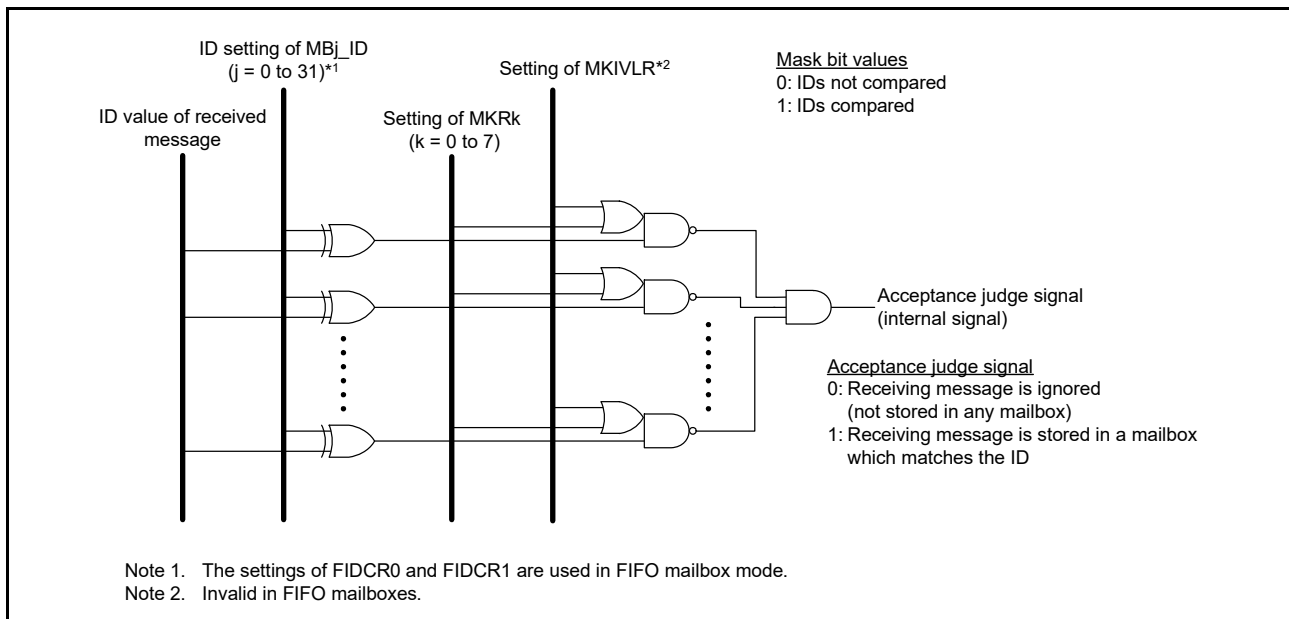 ID setting of MBj_ID
(j = 0 to 31)*1
Setting of MKIVLR*2
Mask bit values
0: IDs not compared
1: IDs compared
ID value of received
message
Setting of MKRk
(k = 0 to 7)
Acceptance judge signal
(internal signal)
Acceptance judge signal
0: Receiving message is ignored
(not stored in any mailbox)
1: Receiving message is stored in a mailbox
which matches the ID
Note 1. The settings of FIDCR0 and FIDCR1 are used in FIFO mailbox mode.
Note 2. Invalid in FIFO mailboxes.